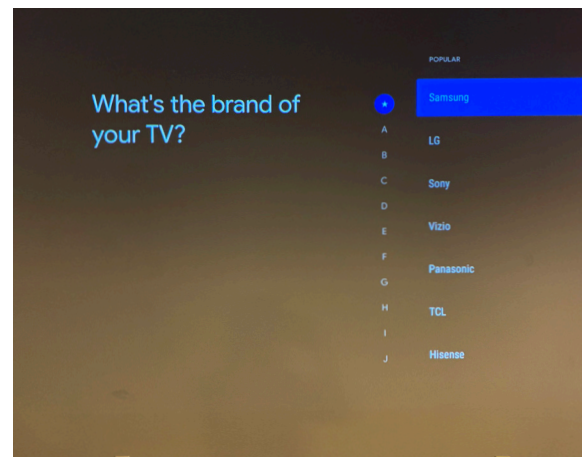 What's the brand of
your TV?
A
B
C
D
E
F
G
H
I
J
POPULAR
Samsung
LG
Sony
Vizio
Panasonic
TCL
Hisense